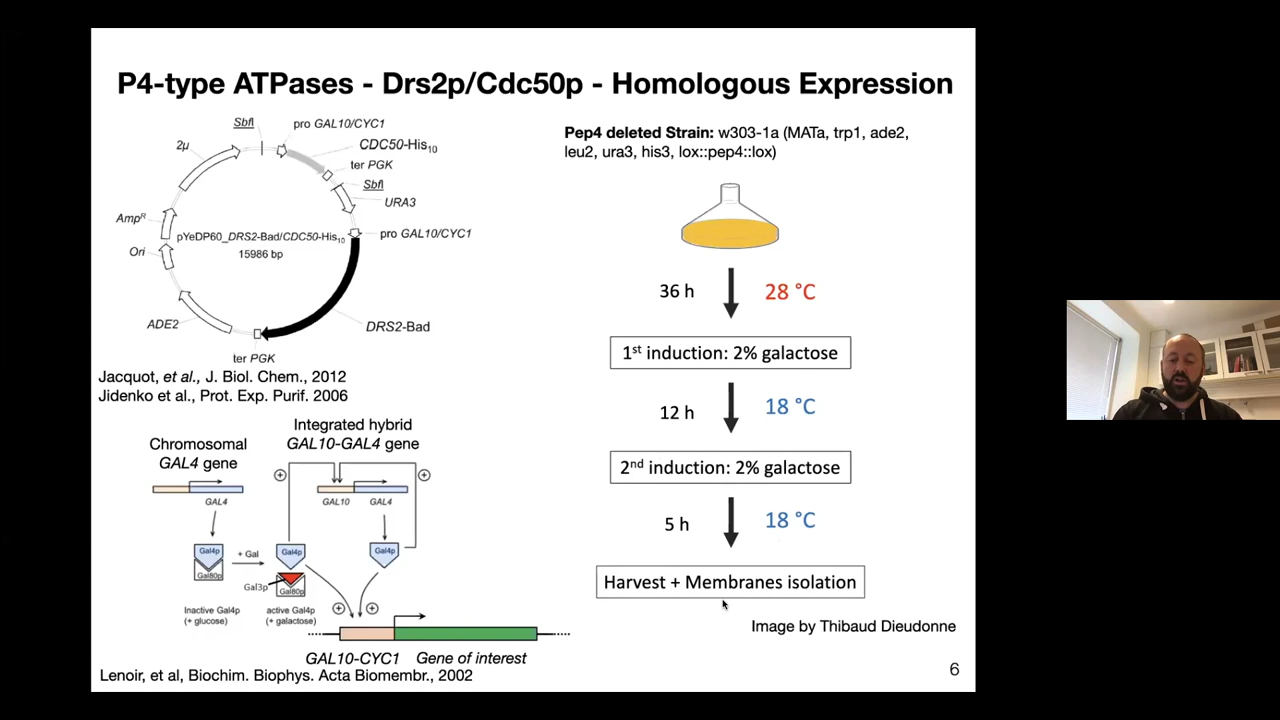 P4-type ATPases - Drs2p/Cdc50p - Homologous Expression
SbfI
pro GAL10/CYC1
CDC50-His10
ter PGK
SbfI
URA3
pro GAL10/CYC1
2µ
AmpR
Ori
pYeDP60_DRS2-Bad/CDC50-His10
15986 bp
ADE2
DRS2-Bad
ter PGK
Jacquot, et al., J. Biol. Chem., 2012
Jidenko et al., Prot. Exp. Purif. 2006
Chromosomal
GAL4 gene
Integrated hybrid
GAL10-GAL4 gene
GAL4
GAL10
GAL4
Gal4p
Gal80p
+ Gal
Gal4p
Gal3p
Gal80p
Gal4p
Inactive Gal4p
(+ glucose)
active Gal4p
(+ galactose)
GAL10-CYC1
Gene of interest
Lenoir, et al, Biochim. Biophys. Acta Biomembr., 2002
Pep4 deleted Strain: w303-1a (MATa, trp1, ade2,
leu2, ura3, his3, lox::pep4::lox)
36 h
28 °C
1st induction: 2% galactose
12 h
18 °C
2nd induction: 2% galactose
5 h
18 °C
Harvest + Membranes isolation
Image by Thibaud Dieudonne
6